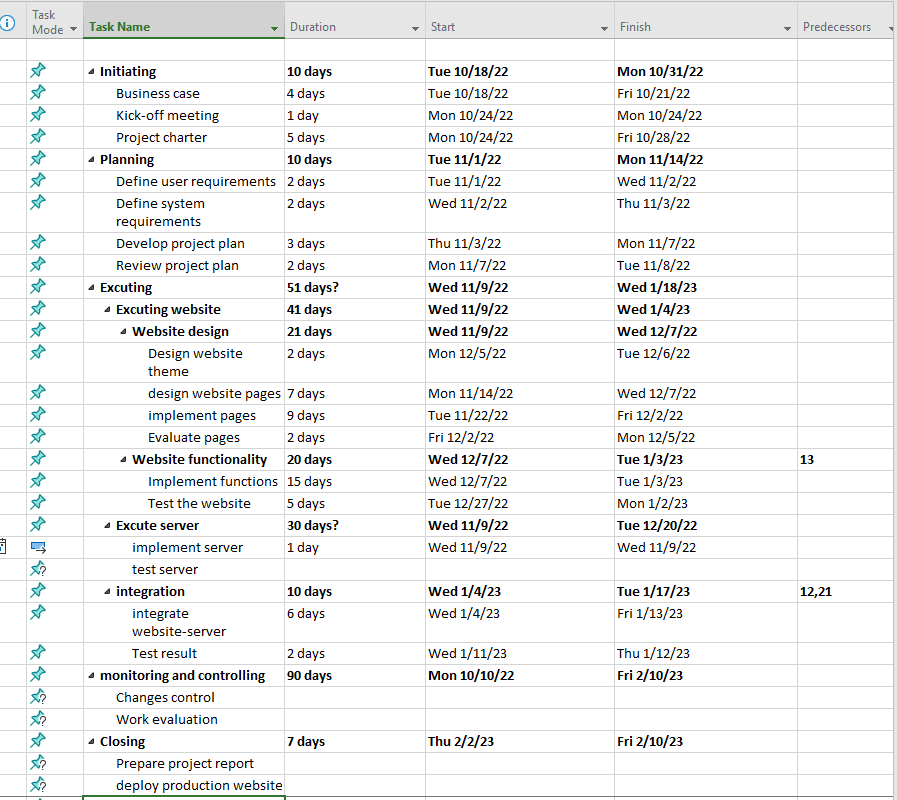 Task Mode Task Name Duration Start Finish Predecessors
Initiating 10 days Tue 10/18/22 Mon 10/31/22
Business case 4 days Tue 10/18/22 Fri 10/21/22
Kick-off meeting 1 day Mon 10/24/22 Mon 10/24/22
Project charter 5 days Mon 10/24/22 Fri 10/28/22
Planning 10 days Tue 11/1/22 Mon 11/14/22
Define user requirements 2 days Tue 11/1/22 Wed 11/2/22
Define system 2 days Wed 11/2/22 Thu 11/3/22
requirements
Develop project plan 3 days Thu 11/3/22 Mon 11/7/22
Review project plan 2 days Mon 11/7/22 Tue 11/8/22
Excuting 51 days? Wed 11/9/22 Wed 1/18/23
Excuting website 41 days Wed 11/9/22 Wed 1/4/23
Website design 21 days Wed 11/9/22 Wed 12/7/22
Design website 2 days Mon 12/5/22 Tue 12/6/22
theme
design website pages 7 days Mon 11/14/22 Wed 12/7/22
implement pages 9 days Tue 11/22/22 Fri 12/2/22
Evaluate pages 2 days Fri 12/2/22 Mon 12/5/22
Website functionality 20 days Wed 12/7/22 Tue 1/3/23 13
Implement functions 15 days Wed 12/7/22 Tue 1/3/23
Test the website 5 days Tue 12/27/22 Mon 1/2/23
Excute server 30 days? Wed 11/9/22 Tue 12/20/22
implement server 1 day Wed 11/9/22 Wed 11/9/22
test server
integration 10 days Wed 1/4/23 Tue 1/17/23 12,21
integrate 6 days Wed 1/4/23 Fri 1/13/23
website-server
Test result 2 days Wed 1/11/23 Thu 1/12/23
monitoring and controlling 90 days Mon 10/10/22 Fri 2/10/23
Changes control
Work evaluation
Closing 7 days Thu 2/2/23 Fri 2/10/23
Prepare project report
deploy production website